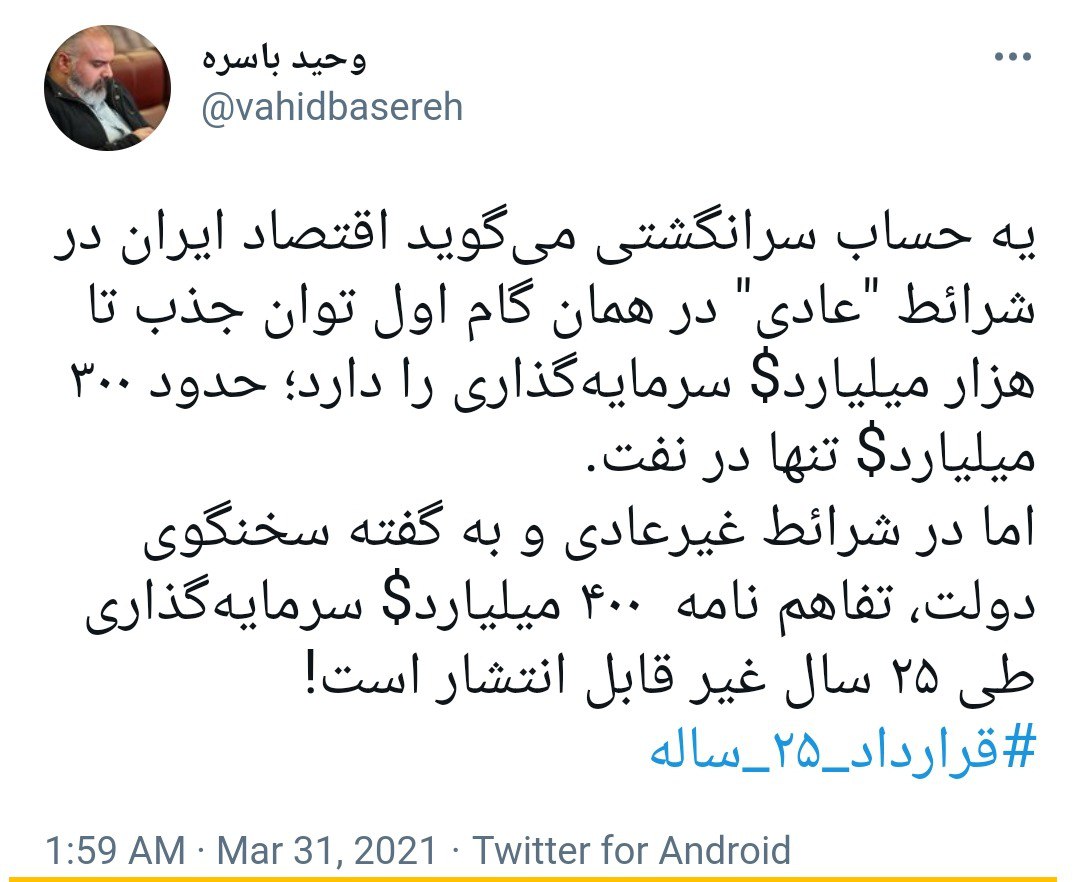 وحید باسره
@vahidbasereh
یه حساب سرانگشتی می‌گوید اقتصاد ایران در
شرائط "عادی" در همان گام اول توان جذب تا
هزار میلیارد$ سرمایه‌گذاری را دارد؛ حدود ۳۰۰
میلیارد$ تنها در نفت.
اما در شرائط غیرعادی و به گفته سخنگوی
دولت، تفاهم نامه ۴۰۰ میلیارد$ سرمایه‌گذاری
طی ۲۵ سال غیر قابل انتشار است!
#قرارداد_۲۵_ساله
1:59 AM · Mar 31, 2021 · Twitter for Android